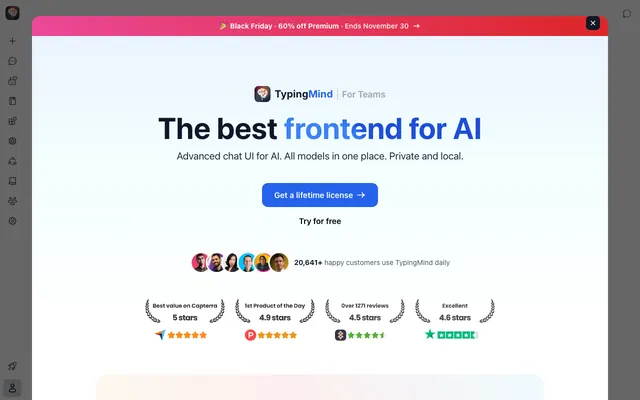 🎉 Black Friday · 60% off Premium · Ends November 30 →
TypingMind | For Teams
The best frontend for AI
Advanced chat UI for AI. All models in one place. Private and local.
Get a lifetime license →
Try for free
20,641+ happy customers use TypingMind daily
Best value on Capterra
5 stars
1st Product of the Day
4.9 stars
Over 1271 reviews
4.5 stars
Excellent
4.6 stars